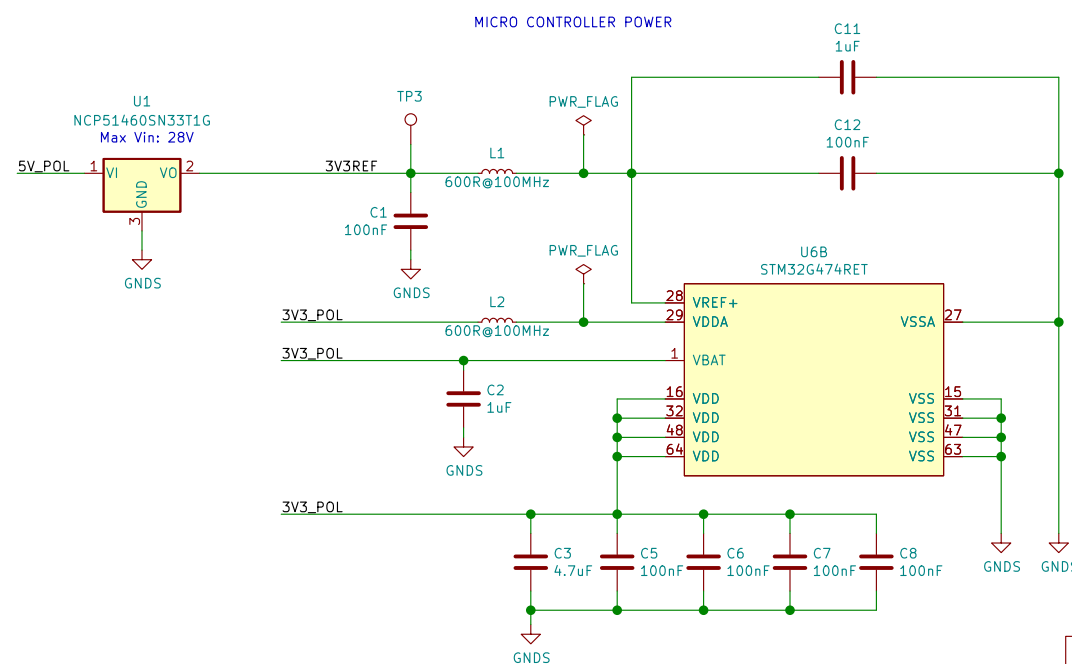 MICRO CONTROLLER POWER
C11
1uF
U1
NCP51460SN33T1G
Max Vin: 28V
TP3
PWR_FLAG
C12
100nF
5V_POL
1
VI
VO
2
GND
3
GNDS
3V3REF
L1
600R@100MHz
C1
100nF
GNDS
PWR_FLAG
U6B
STM32G474RET
3V3_POL
L2
600R@100MHz
28
VREF+
29
VDDA
VSSA
27
3V3_POL
1
VBAT
C2
1uF
GNDS
16
VDD
VSS
15
32
VDD
VSS
31
48
VDD
VSS
47
64
VDD
VSS
63
3V3_POL
C3
4.7uF
C5
100nF
C6
100nF
C7
100nF
C8
100nF
GNDS
GNDS
GNDS